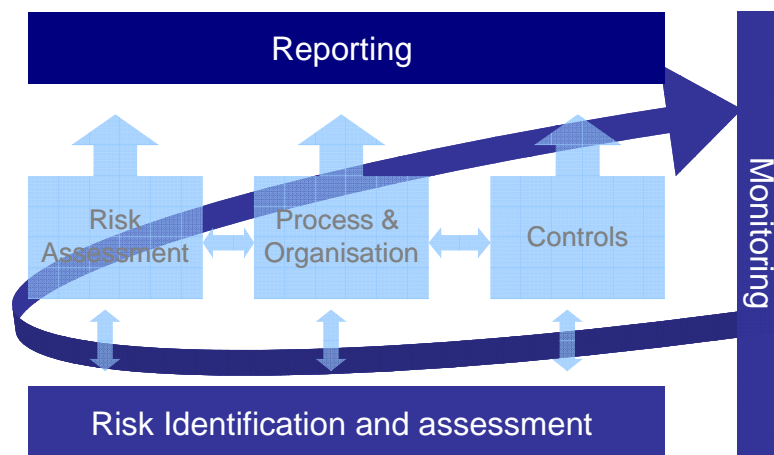 Reporting
Risk
Assessment
Process &
Organisation
Controls
Monitoring
Risk Identification and assessment